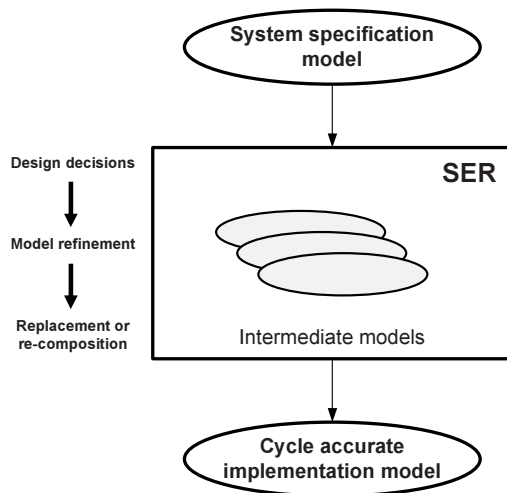 System specification
model
SER
Design decisions
Model refinement
Replacement or
re-composition
Intermediate models
Cycle accurate
implementation model